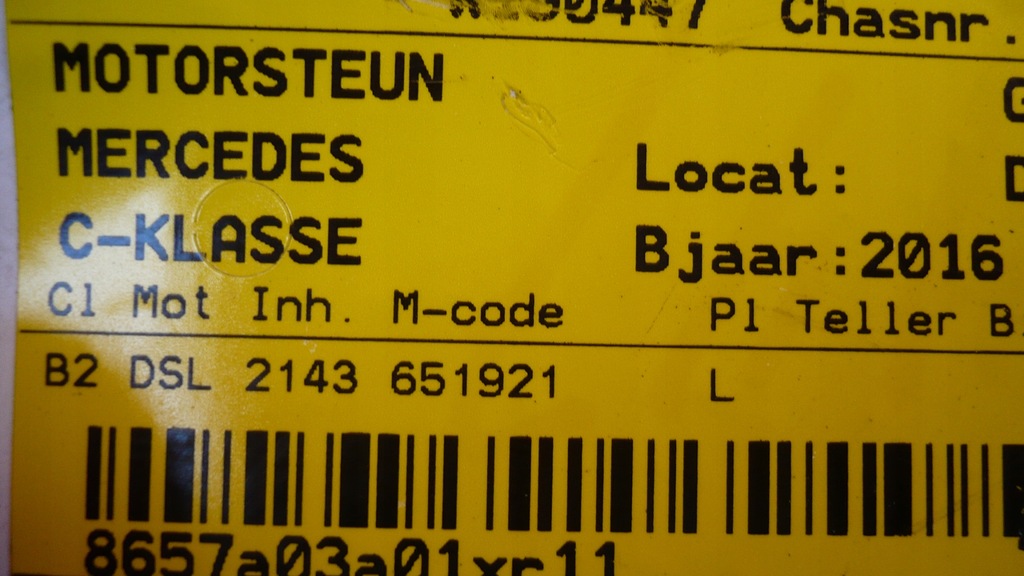 Chasnr.
MOTORSTEUN
MERCEDES
Locat:
C-KLASSE
Bjaar:2016
Cl Mot Inh. M-code Pl Teller B.
B2 DSL 2143 651921 L
8657a03a01xr11